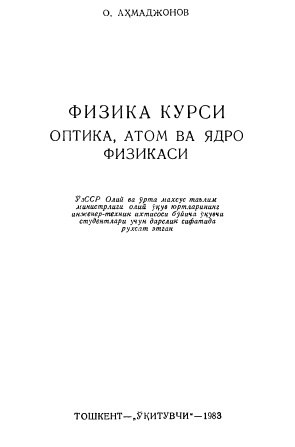 О. АҲМАДЖОНОВ
ФИЗИКА КУРСИ
ОПТИКА, АТОМ ВА ЯДРО
ФИЗИКАСИ
ЎзССР Олий ва ўрта махсус таълим
министрлиги олий ўқув юртларининг
инженер-техник ихтисоси бўйича ўқувчи
студентлари учун дарслик сифатида
рухсат этган
ТОШКЕНТ—„ЎҚИТУВЧИ"—1983